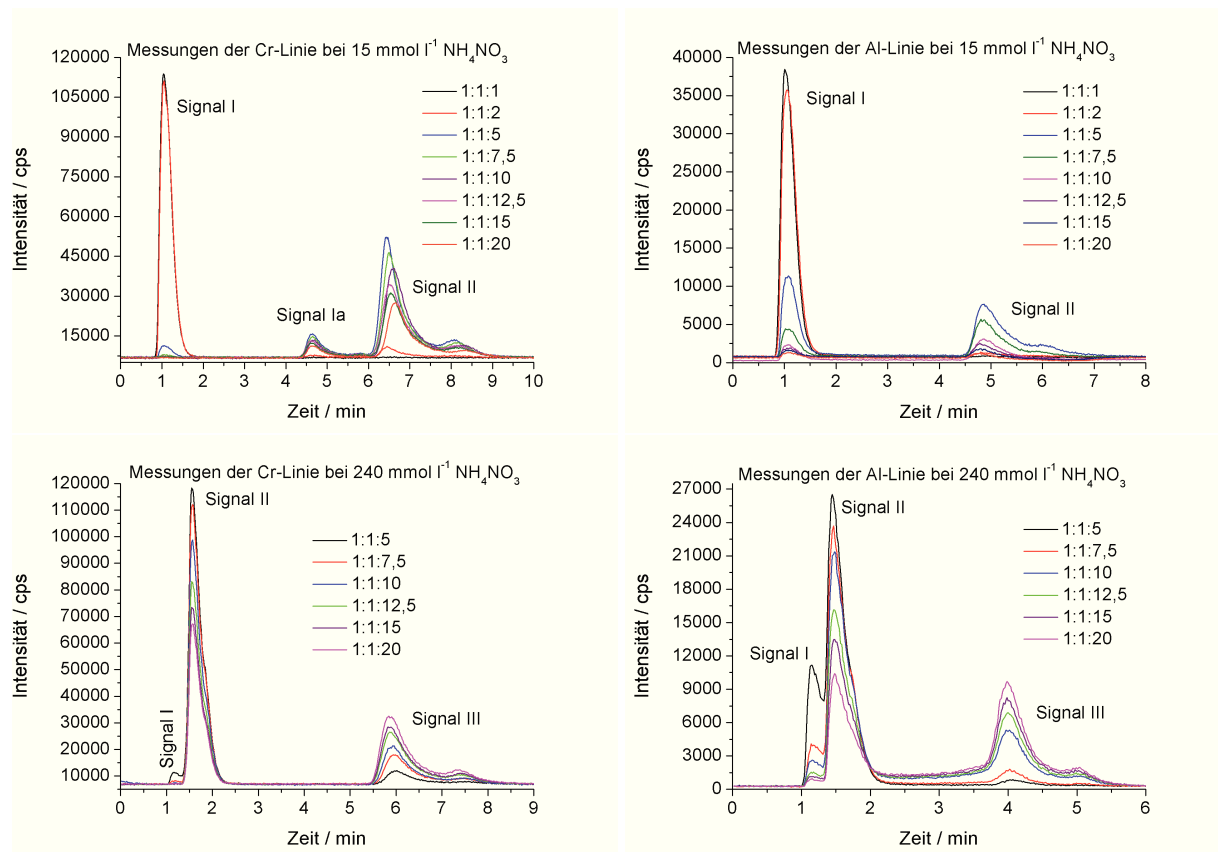 Messungen der Cr-Linie bei 15 mmol l⁻¹ NH₄NO₃
Intensität / cps
120000
105000
90000
75000
60000
45000
30000
15000
Signal I
Signal Ia
Signal II
1:1:1
1:1:2
1:1:5
1:1:7,5
1:1:10
1:1:12,5
1:1:15
1:1:20
0 1 2 3 4 5 6 7 8 9 10
Zeit / min
Messungen der Al-Linie bei 15 mmol l⁻¹ NH₄NO₃
Intensität / cps
40000
35000
30000
25000
20000
15000
10000
5000
0
Signal I
Signal II
1:1:1
1:1:2
1:1:5
1:1:7,5
1:1:10
1:1:12,5
1:1:15
1:1:20
0 1 2 3 4 5 6 7 8
Zeit / min
Messungen der Cr-Linie bei 240 mmol l⁻¹ NH₄NO₃
Intensität / cps
120000
110000
100000
90000
80000
70000
60000
50000
40000
30000
20000
10000
Signal I
Signal II
Signal III
1:1:5
1:1:7,5
1:1:10
1:1:12,5
1:1:15
1:1:20
0 1 2 3 4 5 6 7 8 9
Zeit / min
Messungen der Al-Linie bei 240 mmol l⁻¹ NH₄NO₃
Intensität / cps
27000
24000
21000
18000
15000
12000
9000
6000
3000
0
Signal I
Signal II
Signal III
1:1:5
1:1:7,5
1:1:10
1:1:12,5
1:1:15
1:1:20
0 1 2 3 4 5 6
Zeit / min